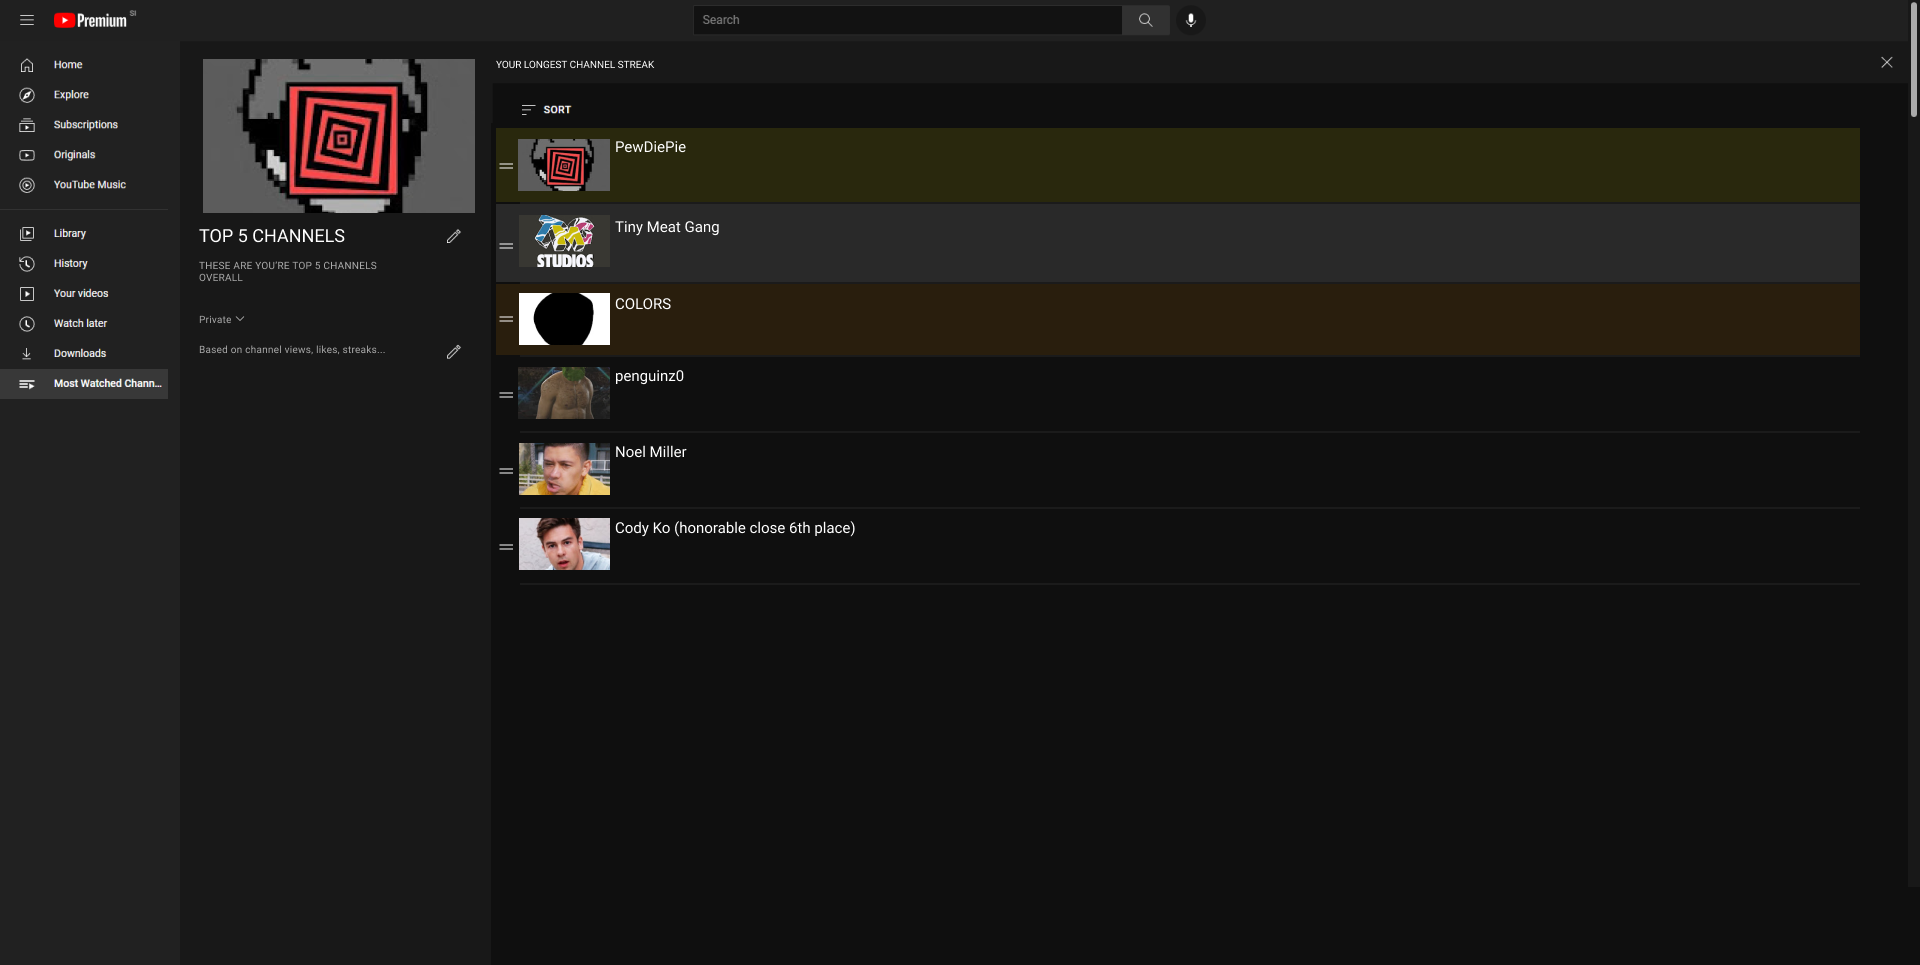 Premium SI
Search
Home
Explore
Subscriptions
Originals
YouTube Music
Library
History
Your videos
Watch later
Downloads
Most Watched Chann...
TOP 5 CHANNELS
THESE ARE YOU'RE TOP 5 CHANNELS
OVERALL
Private
Based on channel views, likes, streaks...
YOUR LONGEST CHANNEL STREAK
SORT
PewDiePie
TMG
STUDIOS
Tiny Meat Gang
COLORS
penguinz0
Noel Miller
Cody Ko (honorable close 6th place)